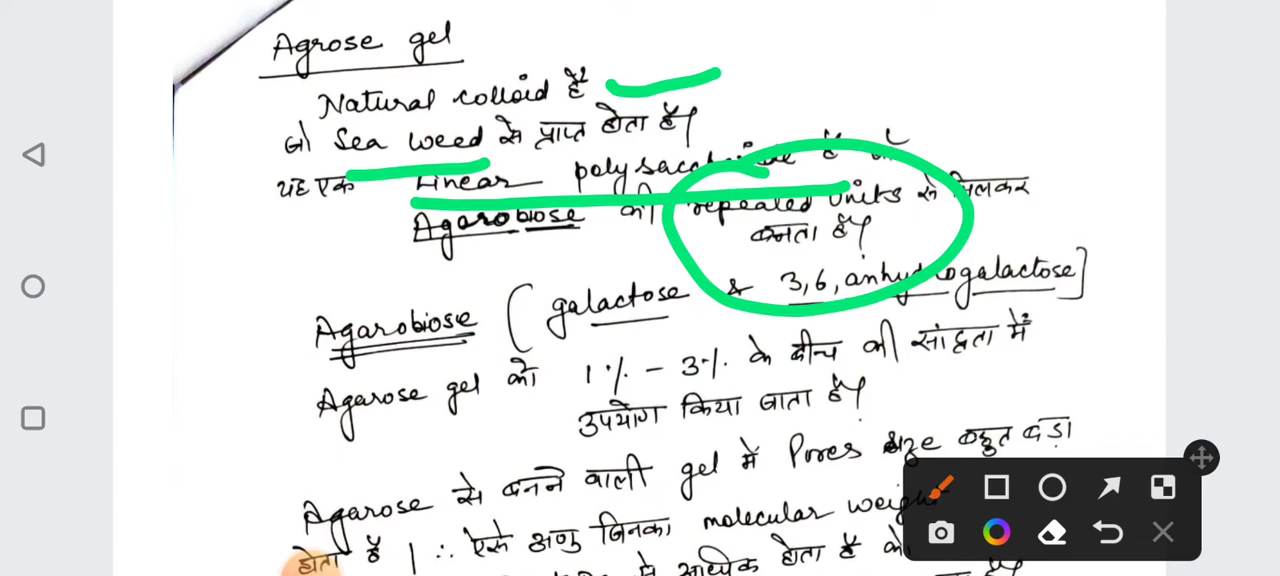 Agrose gel
Natural colloid है
जो Sea weed से प्राप्त होता है।
यह एक Linear polysaccharide है जो
Agarobiose की repeated units से मिलकर
बनता है।
Agarobiose (galactose & 3,6, anhydrogalactose]
Agarose gel को 1% - 3% के बीच की सांद्रता में
उपयोग किया जाता है।
Agarose से बनने वाली gel में Pores size बहुत बड़ा
होता है । ∴ ऐसे अणु जिनका molecular weight
से अधिक होता है